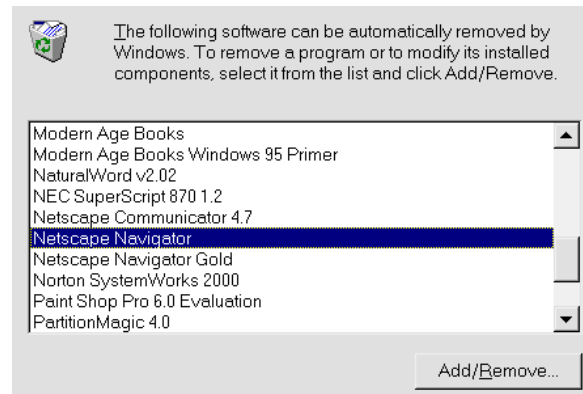 The following software can be automatically removed by
Windows. To remove a program or to modify its installed
components, select it from the list and click Add/Remove.
Modern Age Books
Modern Age Books Windows 95 Primer
NaturalWord v2.02
NEC SuperScript 870 1.2
Netscape Communicator 4.7
Netscape Navigator
Netscape Navigator Gold
Norton SystemWorks 2000
Paint Shop Pro 6.0 Evaluation
PartitionMagic 4.0
Add/Remove...